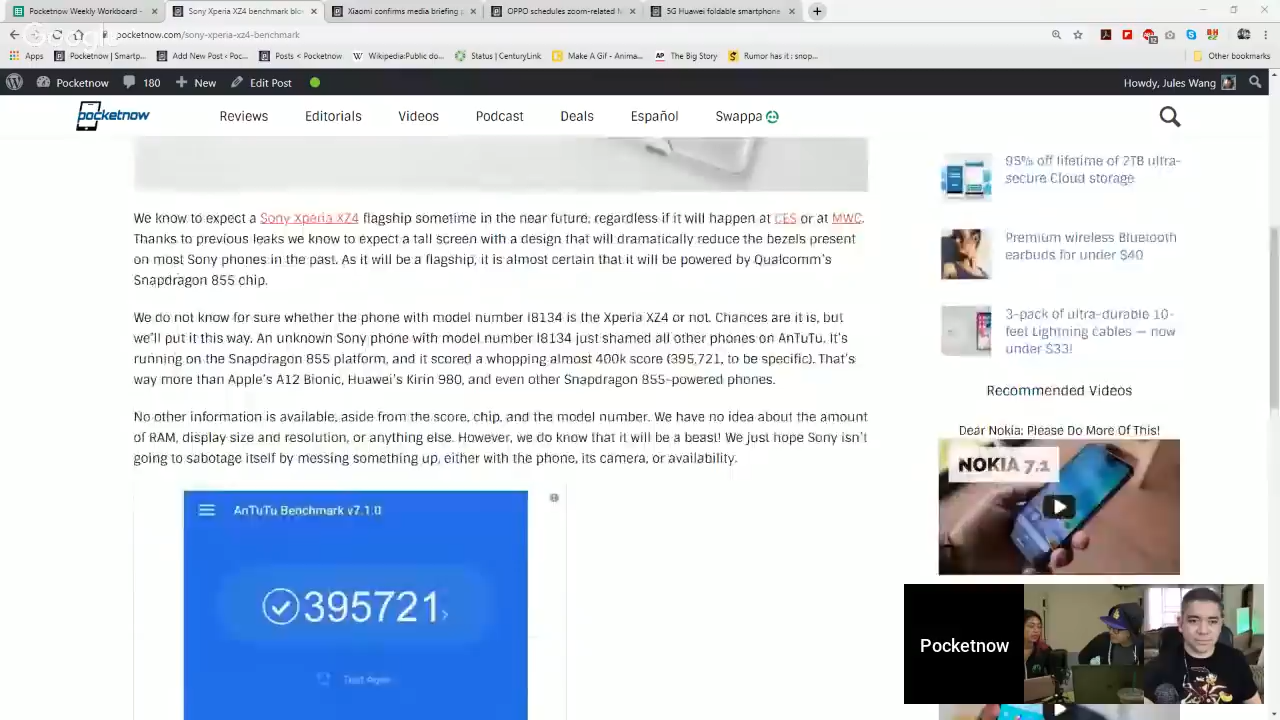 Pocketnow Weekly Workboard -
Sony Xperia XZ4 benchmark blo
Xiaomi confirms media briefing
OPPO schedules zoom-related M
5G Huawei foldable smartphone
pocketnow.com/sony-xperia-xz4-benchmark
Apps
Pocketnow | Smartp...
Add New ‹ Poc...
Posts ‹ Pocketnow
Wikipedia:Public do...
Status | CenturyLink
Make A Gif - Anima...
The Big Story
Rumor has it : snop...
Other bookmarks
Pocketnow
180
New
Edit Post
Howdy, Jules Wang
pocketnow
Reviews
Editorials
Videos
Podcast
Deals
Español
Swappa
We know to expect a Sony Xperia XZ4 flagship sometime in the near future, regardless if it will happen at CES or at MWC.
Thanks to previous leaks we know to expect a tall screen with a design that will dramatically reduce the bezels present
on most Sony phones in the past. As it will be a flagship, it is almost certain that it will be powered by Qualcomm's
Snapdragon 855 chip.
We do not know for sure whether the phone with model number I8134 is the Xperia XZ4 or not. Chances are it is, but
we'll put it this way. An unknown Sony phone with model number I8134 just shamed all other phones on AnTuTu. It's
running on the Snapdragon 855 platform, and it scored a whopping almost 400k score (395,721, to be specific). That's
way more than Apple's A12 Bionic, Huawei's Kirin 980, and even other Snapdragon 855-powered phones.
No other information is available, aside from the score, chip, and the model number. We have no idea about the amount
of RAM, display size and resolution, or anything else. However, we do know that it will be a beast! We just hope Sony isn't
going to sabotage itself by messing something up, either with the phone, its camera, or availability.
AnTuTu Benchmark v7.1.0
395721
Test Again
95% off lifetime of 2TB ultra-
secure Cloud storage
Premium wireless Bluetooth
earbuds for under $40
3-pack of ultra-durable 10-
feet Lightning cables — now
under $33!
Recommended Videos
Dear Nokia: Please Do More Of This!
NOKIA 7.1
Pocketnow